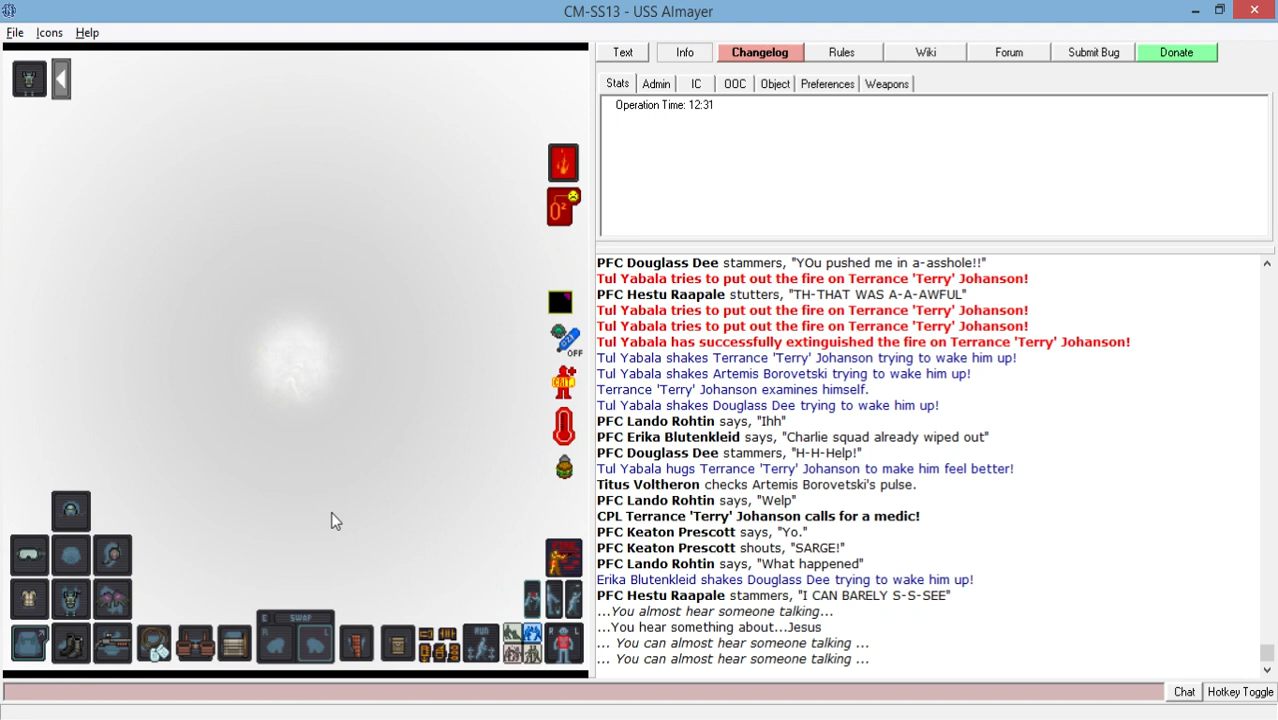 CM-SS13 - USS Almayer
File Icons Help
Text Info Changelog Rules Wiki Forum Submit Bug Donate
Stats Admin IC OOC Object Preferences Weapons
Operation Time: 12:31
PFC Douglass Dee stammers, "YOu pushed me in a-asshole!!"
Tul Yabala tries to put out the fire on Terrance 'Terry' Johanson!
PFC Hestu Raapale stutters, "TH-THAT WAS A-A-AWFUL"
Tul Yabala tries to put out the fire on Terrance 'Terry' Johanson!
Tul Yabala tries to put out the fire on Terrance 'Terry' Johanson!
Tul Yabala has successfully extinguished the fire on Terrance 'Terry' Johanson!
Tul Yabala shakes Terrance 'Terry' Johanson trying to wake him up!
Tul Yabala shakes Artemis Borovetski trying to wake him up!
Terrance 'Terry' Johanson examines himself.
Tul Yabala shakes Douglass Dee trying to wake him up!
PFC Lando Rohtin says, "Ihh"
PFC Erika Blutenkleid says, "Charlie squad already wiped out"
PFC Douglass Dee stammers, "H-H-Help!"
Tul Yabala hugs Terrance 'Terry' Johanson to make him feel better!
Titus Voltheron checks Artemis Borovetski's pulse.
PFC Lando Rohtin says, "Welp"
CPL Terrance 'Terry' Johanson calls for a medic!
PFC Keaton Prescott says, "Yo."
PFC Keaton Prescott shouts, "SARGE!"
PFC Lando Rohtin says, "What happened"
Erika Blutenkleid shakes Douglass Dee trying to wake him up!
PFC Hestu Raapale stammers, "I CAN BARELY S-S-SEE"
...You almost hear someone talking...
...You hear something about...Jesus
... You can almost hear someone talking ...
... You can almost hear someone talking ...
O²
OFF
CRIT
E SWAP
R L
RUN
R L
Chat Hotkey Toggle